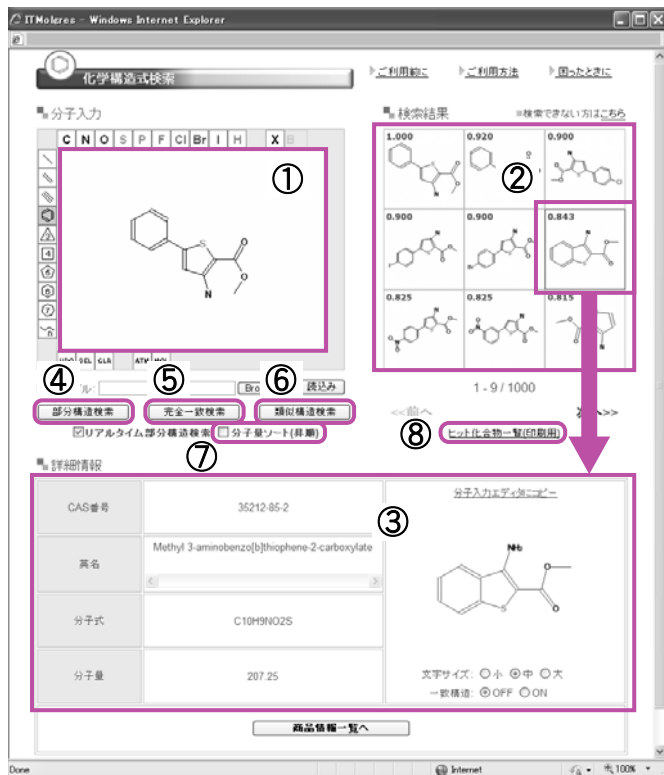 ITMoleres - Windows Internet Explorer
化学構造式検索
ご利用前に
ご利用方法
困ったときに
分子入力
検索結果
※検索できない方はこちら
C N O S P F Cl Br I H X B
①
②
1.000 0.920 0.900
0.900 0.900 0.843
0.825 0.825 0.815
UDO DEL CLR ATM MOL
④
⑤
⑥
ル:
Bro
読込み
1 - 9 / 1000
部分構造検索
完全一致検索
類似構造検索
<<前へ
>>
リアルタイム部分構造検索
分子量ソート(昇順)
⑦
⑧
ヒット化合物一覧(印刷用)
詳細情報
③
分子入力エディタにコピー
CAS番号
35212-85-2
英名
Methyl 3-aminobenzo[b]thiophene-2-carboxylate
分子式
C10H9NO2S
分子量
207.25
NH₂
S
O
O
文字サイズ: 小 中 大
一致構造: OFF ON
商品情報一覧へ
Done
Internet
100%